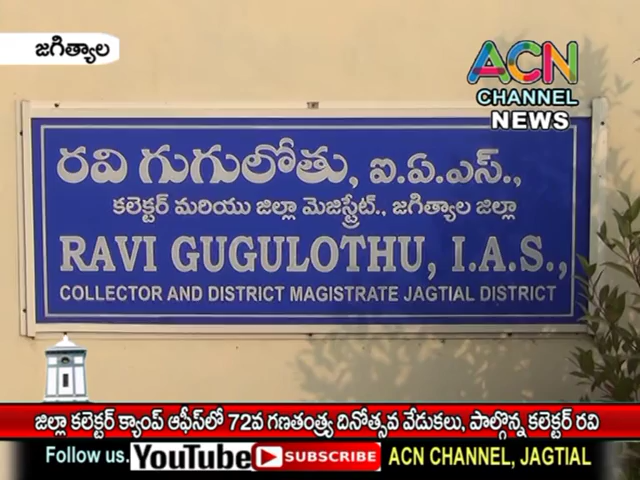 జగిత్యాల
ACN
CHANNEL
NEWS
రవి గుగులోతు, ఐ.ఏ.ఎస్.,
కలెక్టర్ మరియు జిల్లా మెజిస్ట్రేట్., జగిత్యాల జిల్లా
RAVI GUGULOTHU, I.A.S.,
COLLECTOR AND DISTRICT MAGISTRATE JAGTIAL DISTRICT
జిల్లా కలెక్టర్ క్యాంప్ ఆఫీస్‌లో 72వ గణతంత్ర్య దినోత్సవ వేడుకలు, పాల్గొన్న కలెక్టర్ రవి
Follow us. YouTube SUBSCRIBE ACN CHANNEL, JAGTIAL